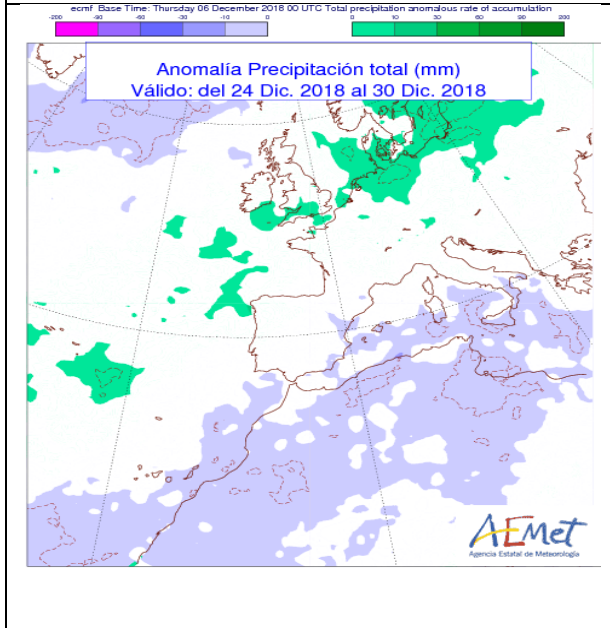 ecmf Base Time: Thursday 06 December 2018 00 UTC Total precipitation anomalous rate of accumulation
-200 -90 -60 -30 -10 0 0 10 30 60 90 200
Anomalía Precipitación total (mm)
Válido: del 24 Dic. 2018 al 30 Dic. 2018
AEMet
Agencia Estatal de Meteorología